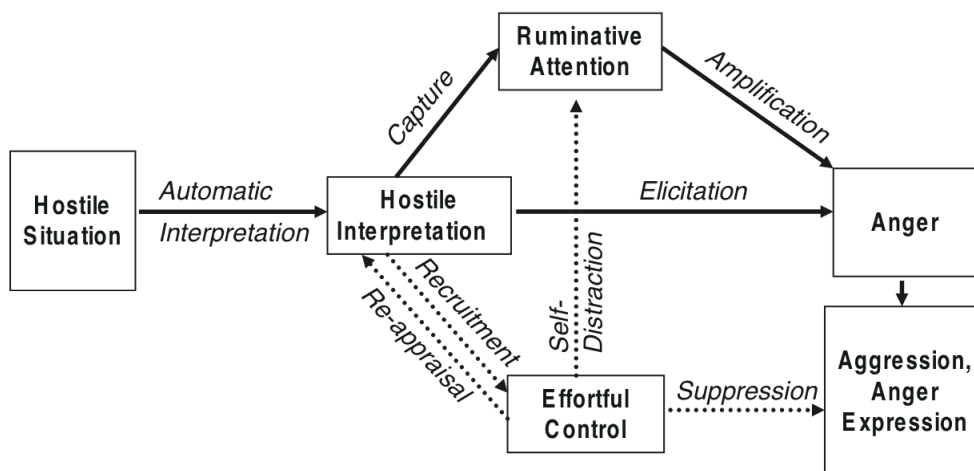 Ruminative
Attention
Capture
Amplification
Hostile
Situation
Automatic
Interpretation
Hostile
Interpretation
Elicitation
Anger
Recruitment
Re-appraisal
Self-
Distraction
Effortful
Control
Suppression
Aggression,
Anger
Expression